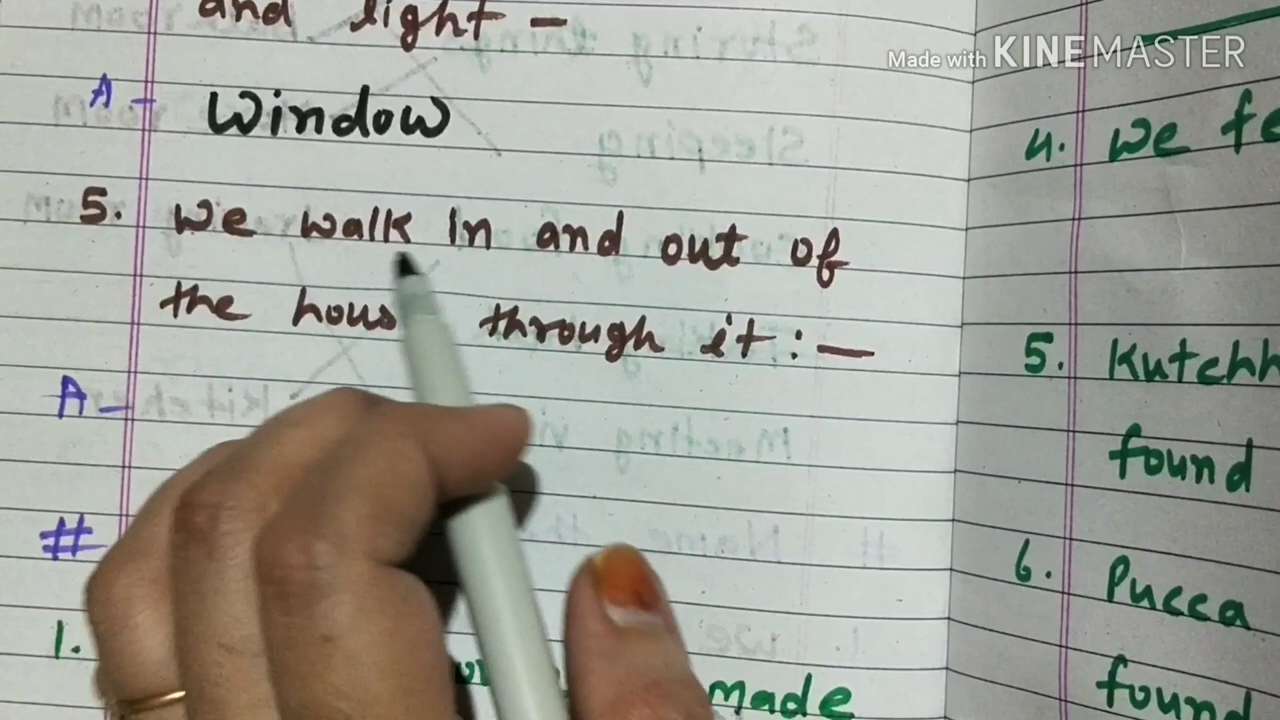 and light -
Made with KINEMASTER
A - Window
5. We walk in and out of
the hous through it : —
A -
#
1.
made
4. We fe
5. Kutchh
found
6. Pucca
found